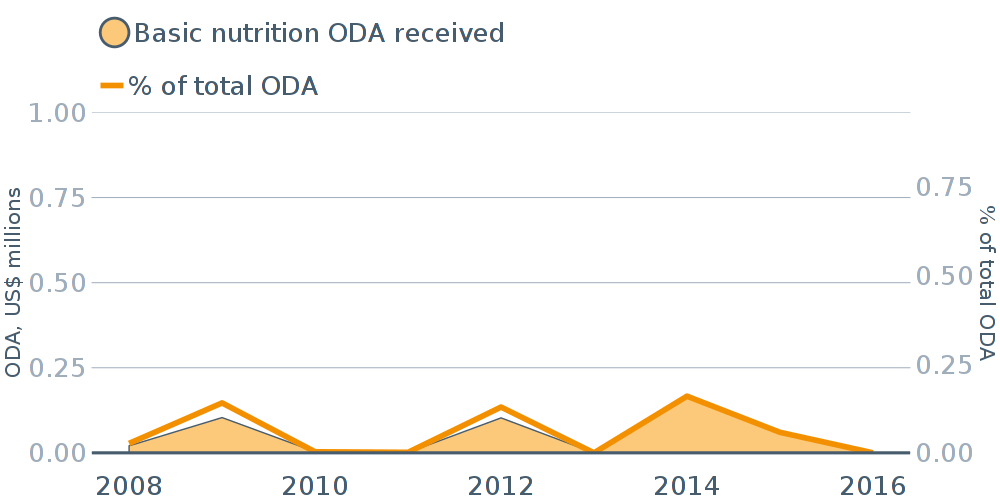 Basic nutrition ODA received
% of total ODA
1.00
0.75
0.50
0.25
0.00
ODA, US$ millions
0.75
0.50
0.25
0.00
% of total ODA
2008 2010 2012 2014 2016